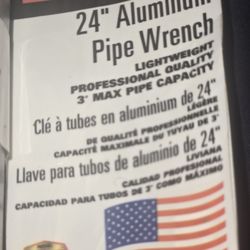 24" Aluminum
Pipe Wrench
LIGHTWEIGHT
PROFESSIONAL QUALITY
3' MAX PIPE CAPACITY
Clé à tubes en aluminium de 24"
LÉGÈRE
DE QUALITÉ PROFESSIONNELLE
CAPACITÉ MAXIMALE DU TUYAU DE 3'
Llave para tubos de aluminio de 24"
LIVIANA
CALIDAD PROFESIONAL
CAPACIDAD PARA TUBOS DE 3' COMO MÁXIMO